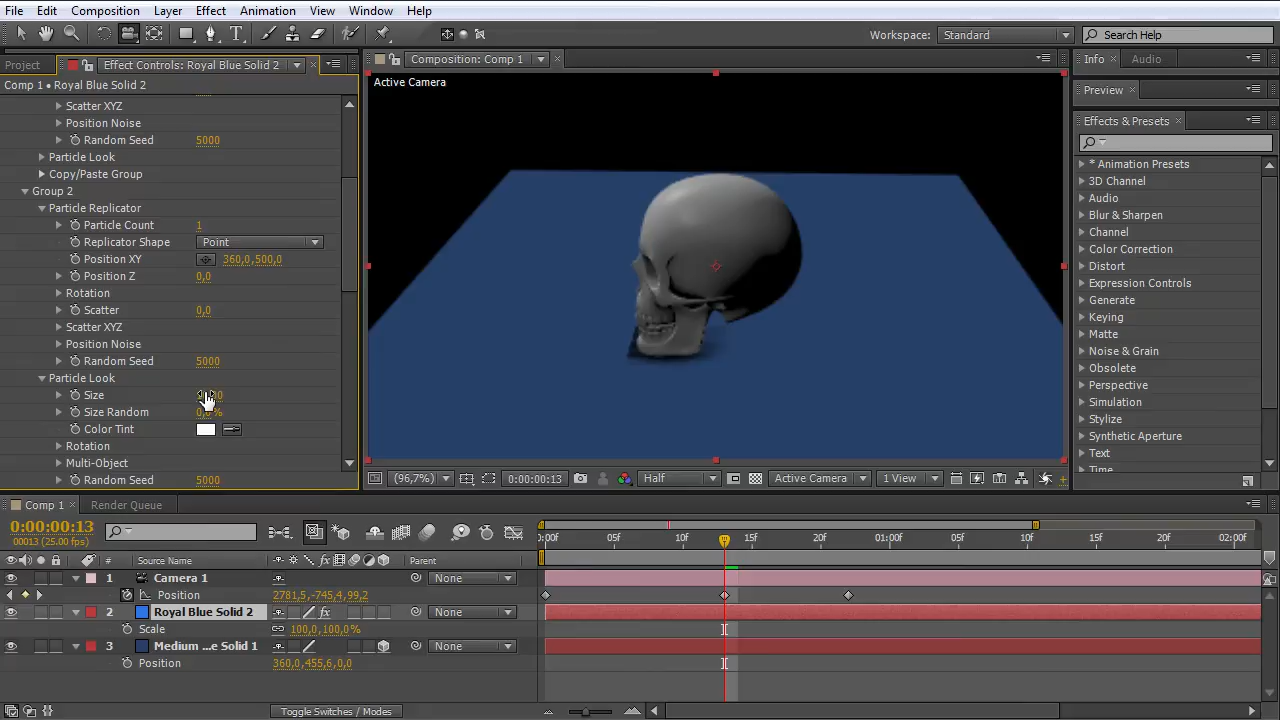 File Edit Composition Layer Effect Animation View Window Help
Workspace: Standard Search Help
Project Effect Controls: Royal Blue Solid 2 Composition: Comp 1 Info Audio
Comp 1 • Royal Blue Solid 2
Active Camera
Preview
Effects & Presets
Scatter XYZ
Position Noise
Random Seed 5000
Particle Look
Copy/Paste Group
Group 2
Particle Replicator
Particle Count 1
Replicator Shape Point
Position XY 360,0,500,0
Position Z 0,0
Rotation
Scatter 0,0
Scatter XYZ
Position Noise
Random Seed 5000
Particle Look
Size
Size Random 0,0 %
Color Tint
Rotation
Multi-Object
Random Seed 5000
* Animation Presets
3D Channel
Audio
Blur & Sharpen
Channel
Color Correction
Distort
Expression Controls
Generate
Keying
Matte
Noise & Grain
Obsolete
Perspective
Simulation
Stylize
Synthetic Aperture
Text
Time
(96,7%) 0:00:00:13 Half Active Camera 1 View
Comp 1 Render Queue
0:00:00:13
00013 (25.00 fps)
0:00f 05f 10f 15f 20f 01:00f 05f 10f 15f 20f 02:00f
# Source Name Parent
1 Camera 1 None
Position 2781,5,-745,4,99,2
2 Royal Blue Solid 2 None
Scale 100,0,100,0%
3 Medium ...e Solid 1 None
Position 360,0,455,6,0,0
Toggle Switches / Modes